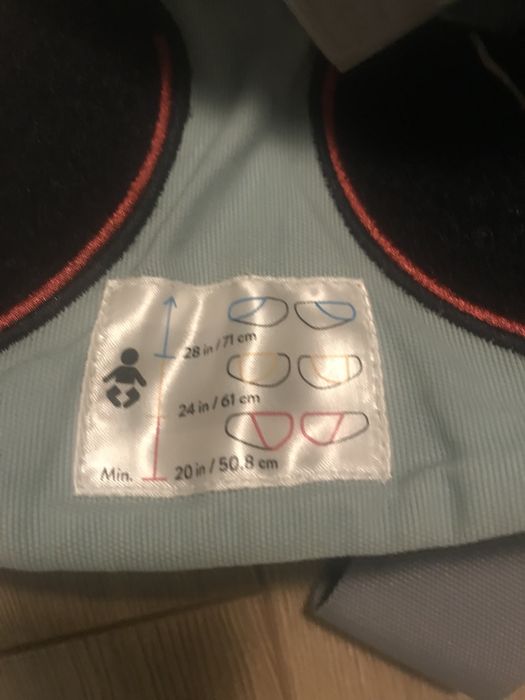 28 in / 71 cm
24 in / 61 cm
Min. 20 in / 50.8 cm